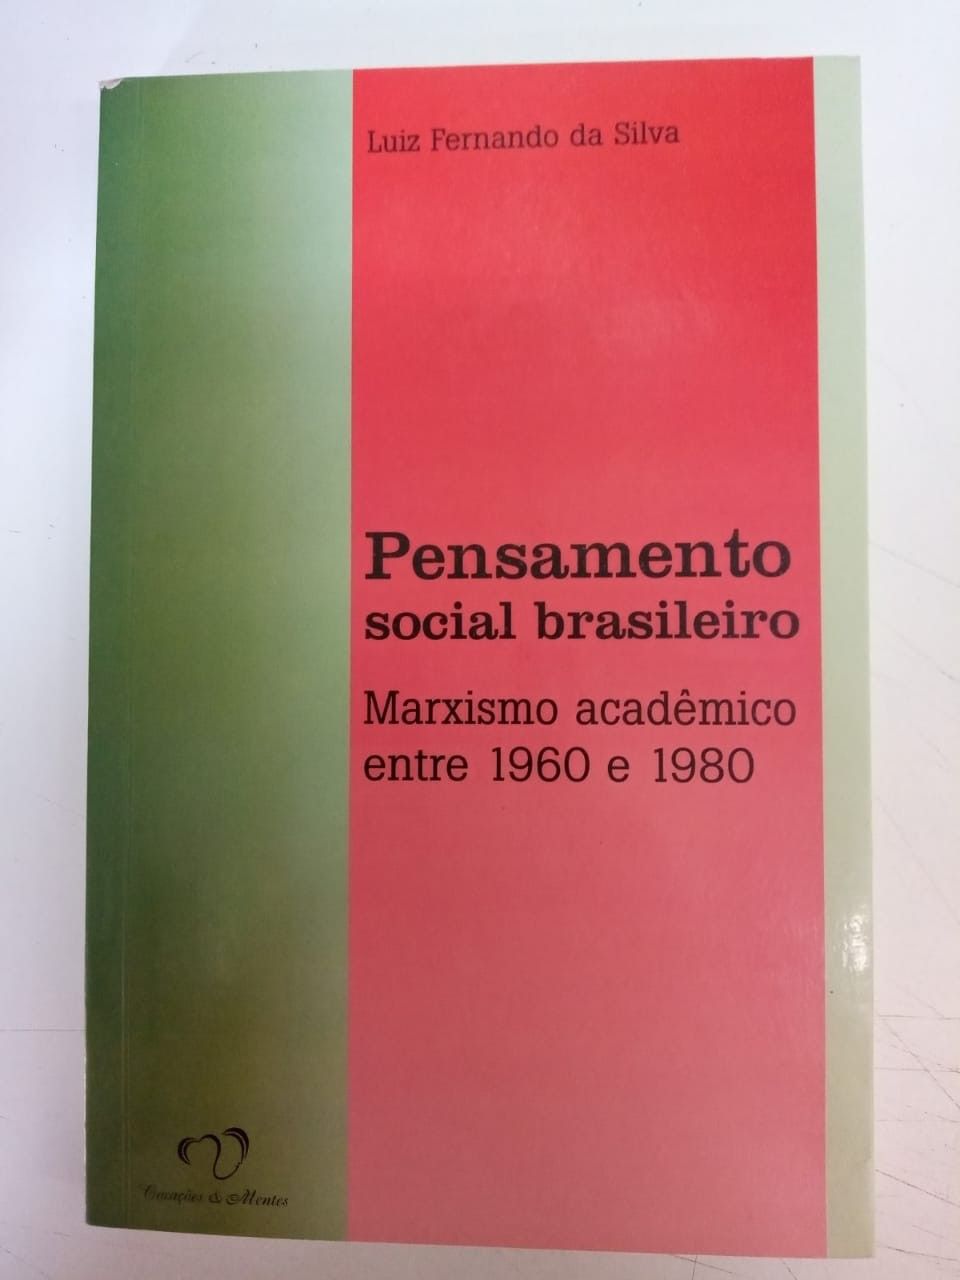 Luiz Fernando da Silva
Pensamento
social brasileiro
Marxismo acadêmico
entre 1960 e 1980
Corações & Mentes